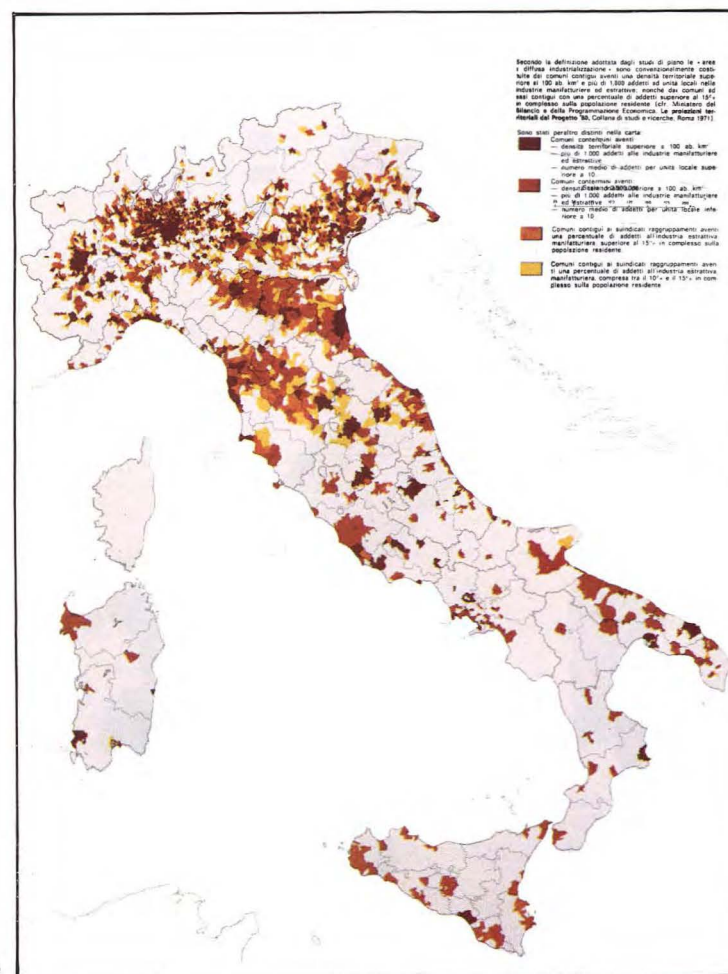 Secondo la definizione adottata dagli studi di piano le «aree
a diffusa industrializzazione» sono convenzionalmente costi-
tuite dai comuni contigui aventi una densità territoriale supe-
riore ai 100 ab. km² e più di 1.000 addetti ad unità locali nelle
industrie manifatturiere ed estrattive, nonché dai comuni ad
essi contigui con una percentuale di addetti superiore al 15%
in complesso sulla popolazione residente (cfr. Ministero del
Bilancio e della Programmazione Economica. Le proiezioni ter-
ritoriali del Progetto '80, Collana di studi e ricerche, Roma 1971).
Sono stati peraltro distinti nella carta:
Comuni contermini aventi
— densità territoriale superiore a 100 ab. km²
— più di 1.000 addetti alle industrie manifatturiere
ed estrattive
— numero medio di addetti per unità locale supe-
riore a 10
Comuni contermini aventi:
— densità superiore a 100 ab. km²
— più di 1.000 addetti alle industrie manifatturiere
ed estrattive
— numero medio di addetti per unità locale infe-
riore a 10
Comuni contigui ai suindicati raggruppamenti aventi
una percentuale di addetti all'industria estrattiva
manifatturiera, superiore al 15% in complesso sulla
popolazione residente
Comuni contigui ai suindicati raggruppamenti aven-
ti una percentuale di addetti all'industria estrattiva
manifatturiera, compresa tra il 10% e il 15% in com-
plesso sulla popolazione residente